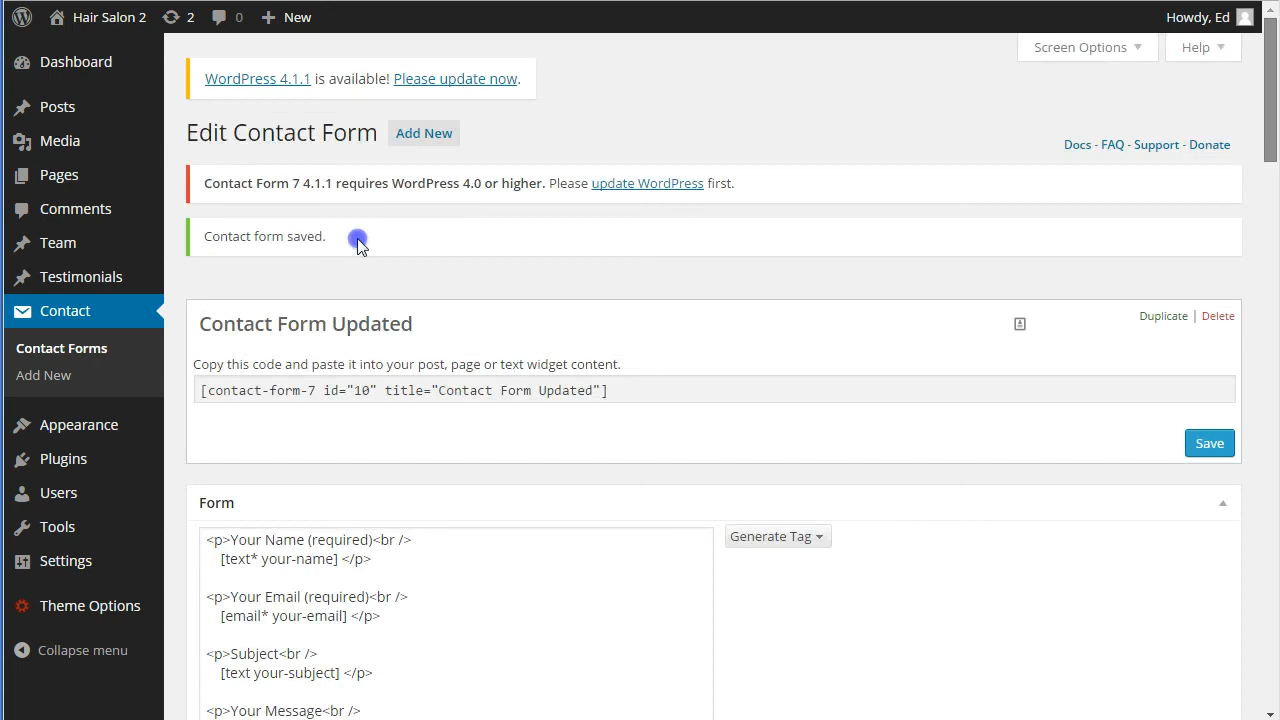 Hair Salon 2 2 0 New Howdy, Ed
Screen Options Help
Dashboard
Posts
Media
Pages
Comments
Team
Testimonials
Contact
Contact Forms
Add New
Appearance
Plugins
Users
Tools
Settings
Theme Options
Collapse menu
WordPress 4.1.1 is available! Please update now.
Edit Contact Form Add New
Docs - FAQ - Support - Donate
Contact Form 7 4.1.1 requires WordPress 4.0 or higher. Please update WordPress first.
Contact form saved.
Contact Form Updated
Duplicate | Delete
Copy this code and paste it into your post, page or text widget content.
[contact-form-7 id="10" title="Contact Form Updated"]
Save
Form
<p>Your Name (required)<br />
[text* your-name] </p>
<p>Your Email (required)<br />
[email* your-email] </p>
<p>Subject<br />
[text your-subject] </p>
<p>Your Message<br />
Generate Tag